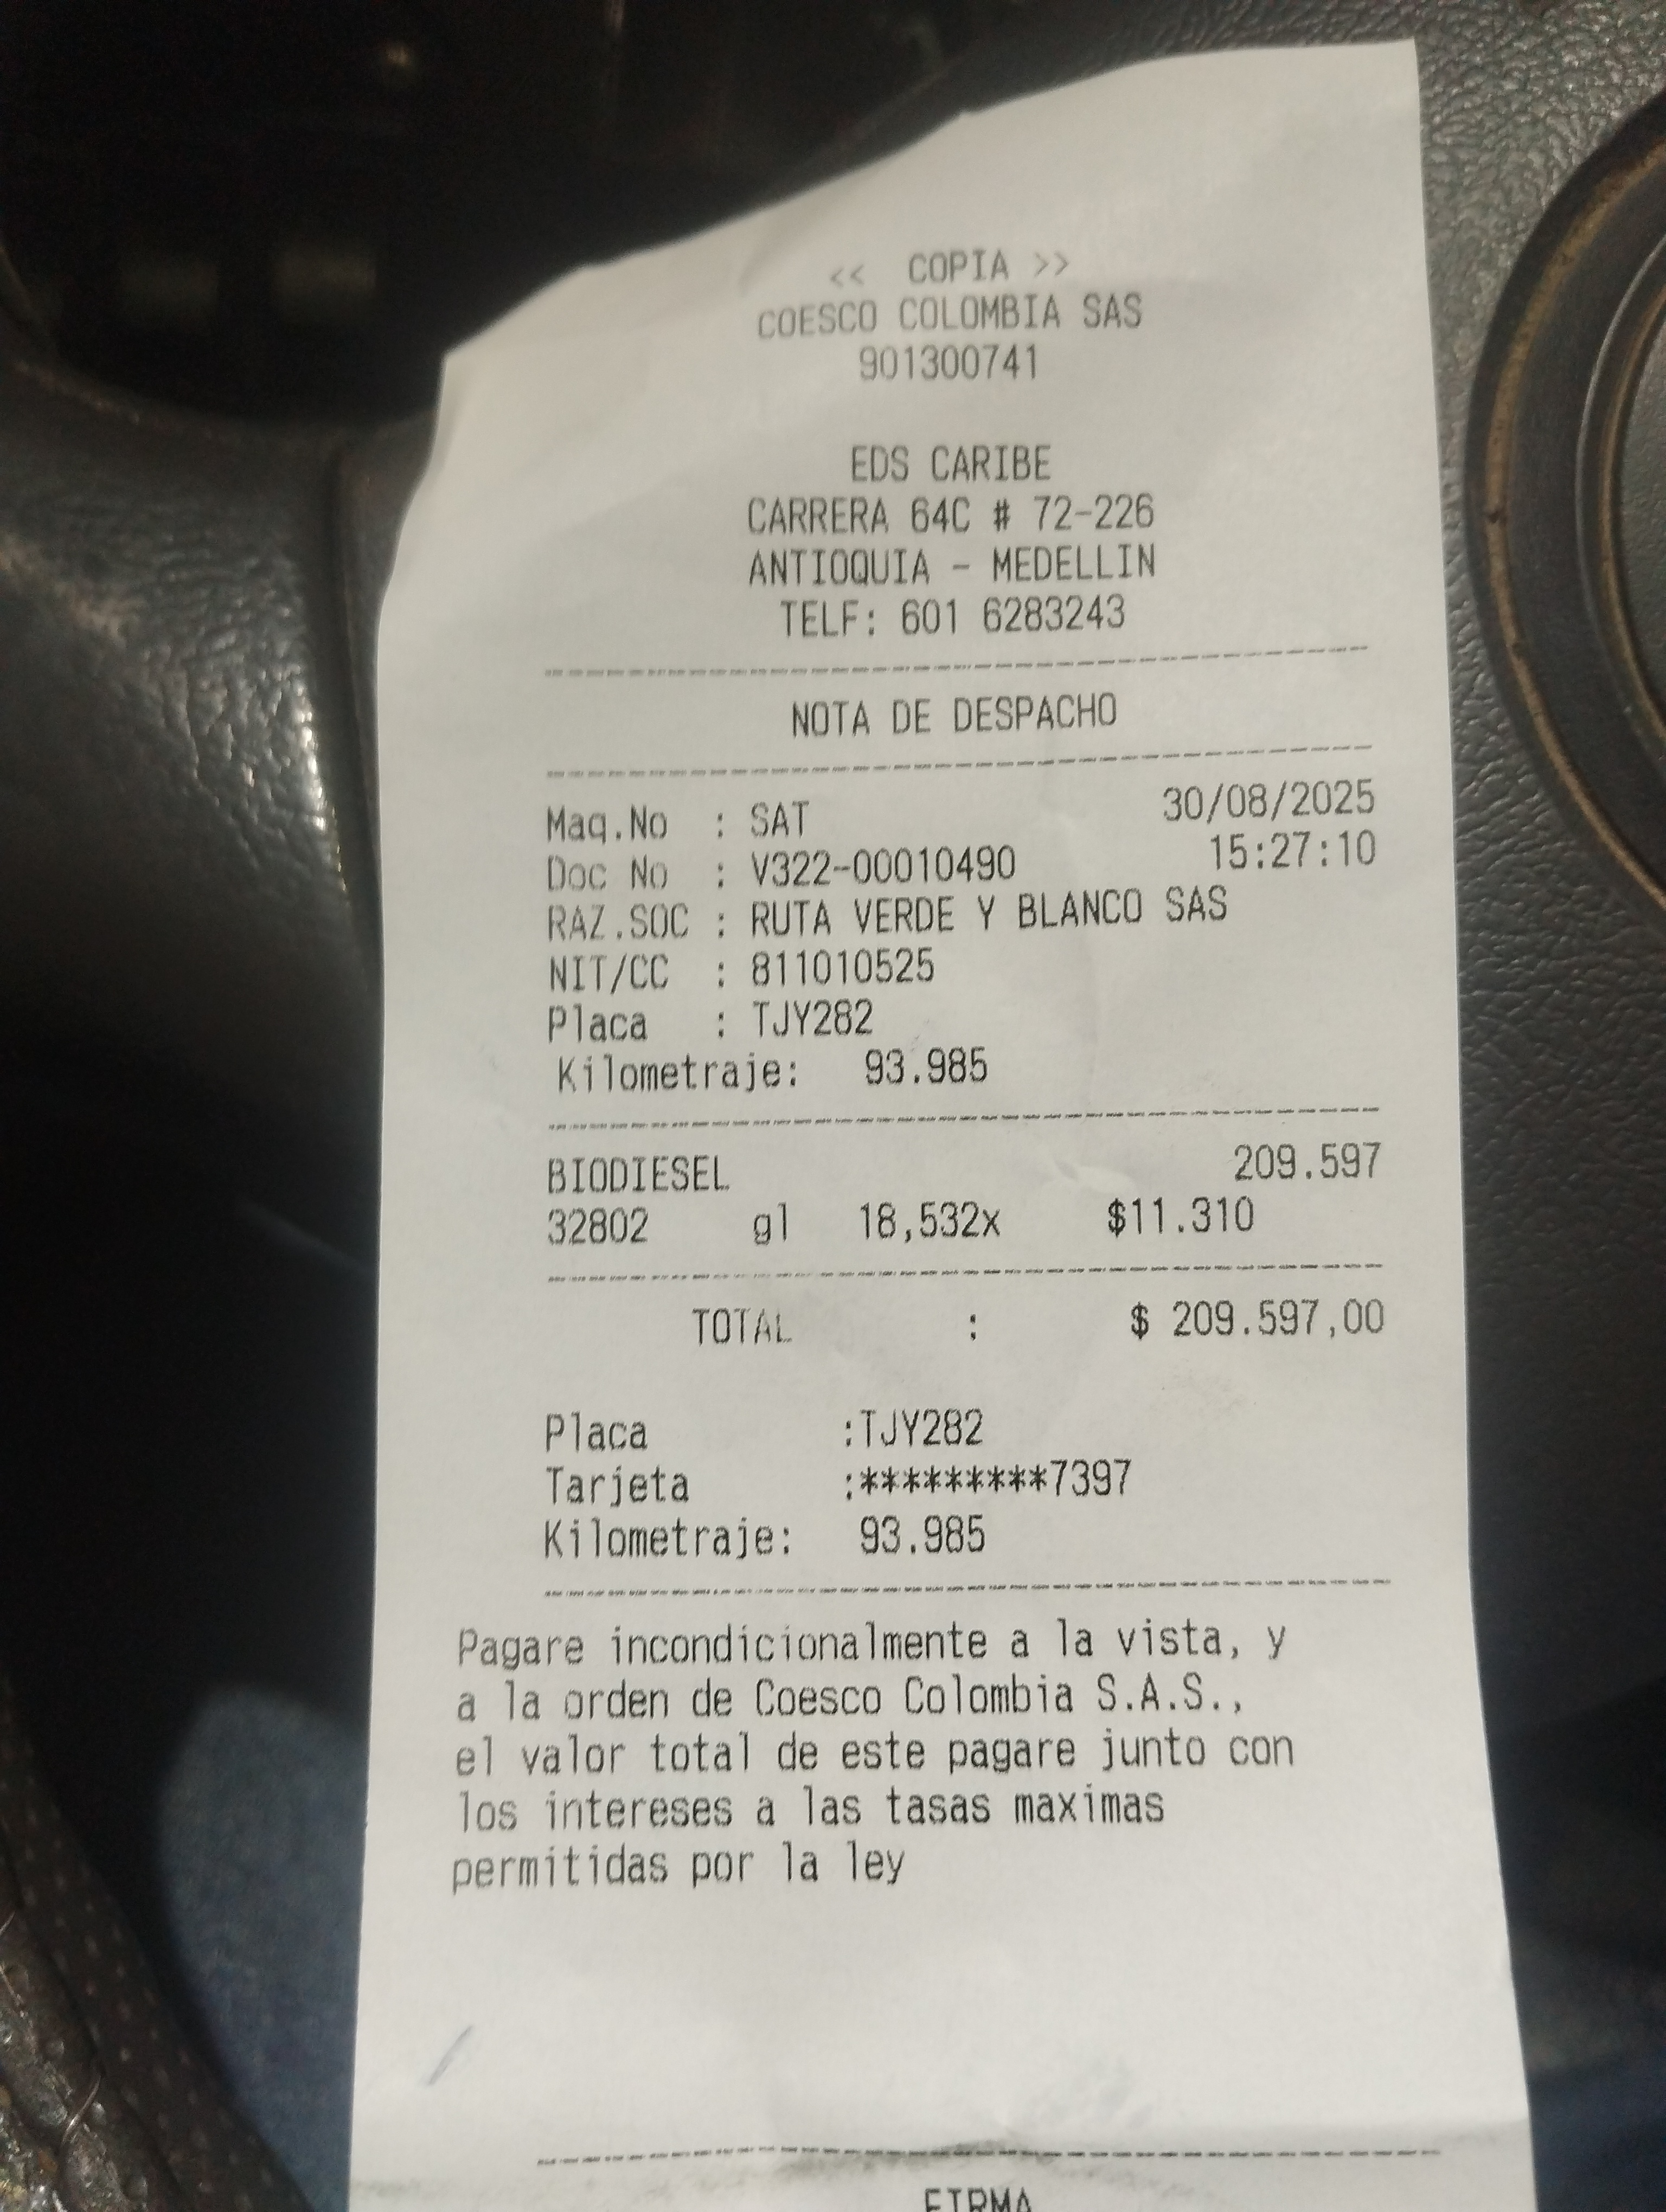 << COPIA >>
COESCO COLOMBIA SAS
901300741
EDS CARIBE
CARRERA 64C # 72-226
ANTIOQUIA - MEDELLIN
TELF: 601 6283243
NOTA DE DESPACHO
Maq.No : SAT 30/08/2025
Doc No : V322-00010490 15:27:10
RAZ.SOC : RUTA VERDE Y BLANCO SAS
NIT/CC : 811010525
Placa : TJY282
Kilometraje: 93.985
BIODIESEL 209.597
32802 gl 18,532x $11.310
TOTAL : $ 209.597,00
Placa :TJY282
Tarjeta :*********7397
Kilometraje: 93.985
Pagare incondicionalmente a la vista, y
a la orden de Coesco Colombia S.A.S.,
el valor total de este pagare junto con
los intereses a las tasas maximas
permitidas por la ley
FIRMA